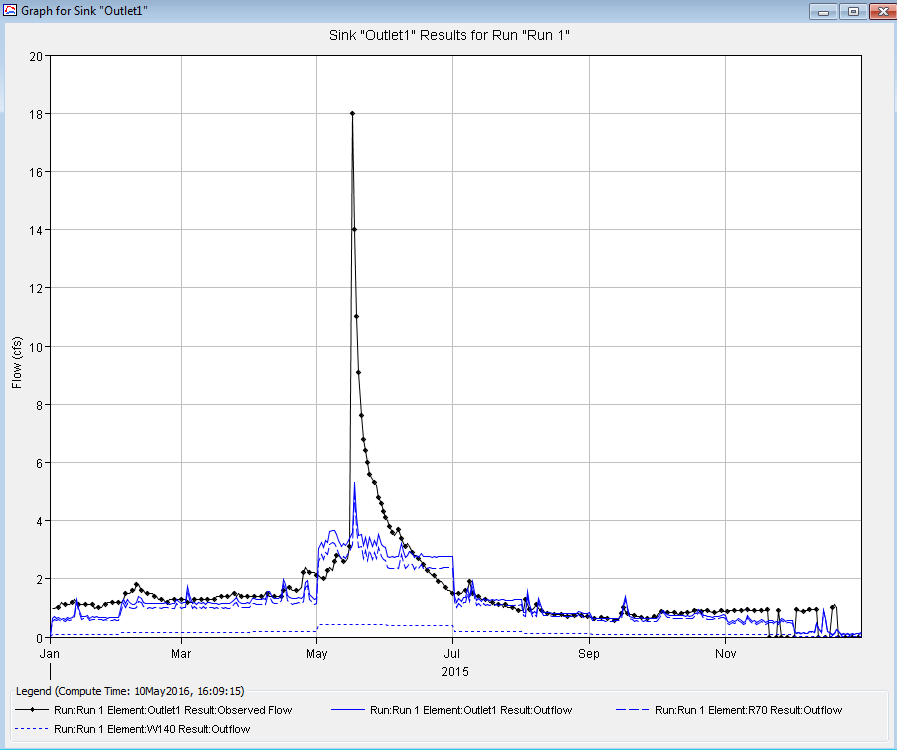 Graph for Sink "Outlet1"
Sink "Outlet1" Results for Run "Run 1"
20
18
16
14
12
10
8
6
4
2
0
Flow (cfs)
Jan Mar May Jul Sep Nov
2015
Legend (Compute Time: 10May2016, 16:09:15)
Run:Run 1 Element:Outlet1 Result:Observed Flow Run:Run 1 Element:Outlet1 Result:Outflow Run:Run 1 Element:R70 Result:Outflow
Run:Run 1 Element:W140 Result:Outflow